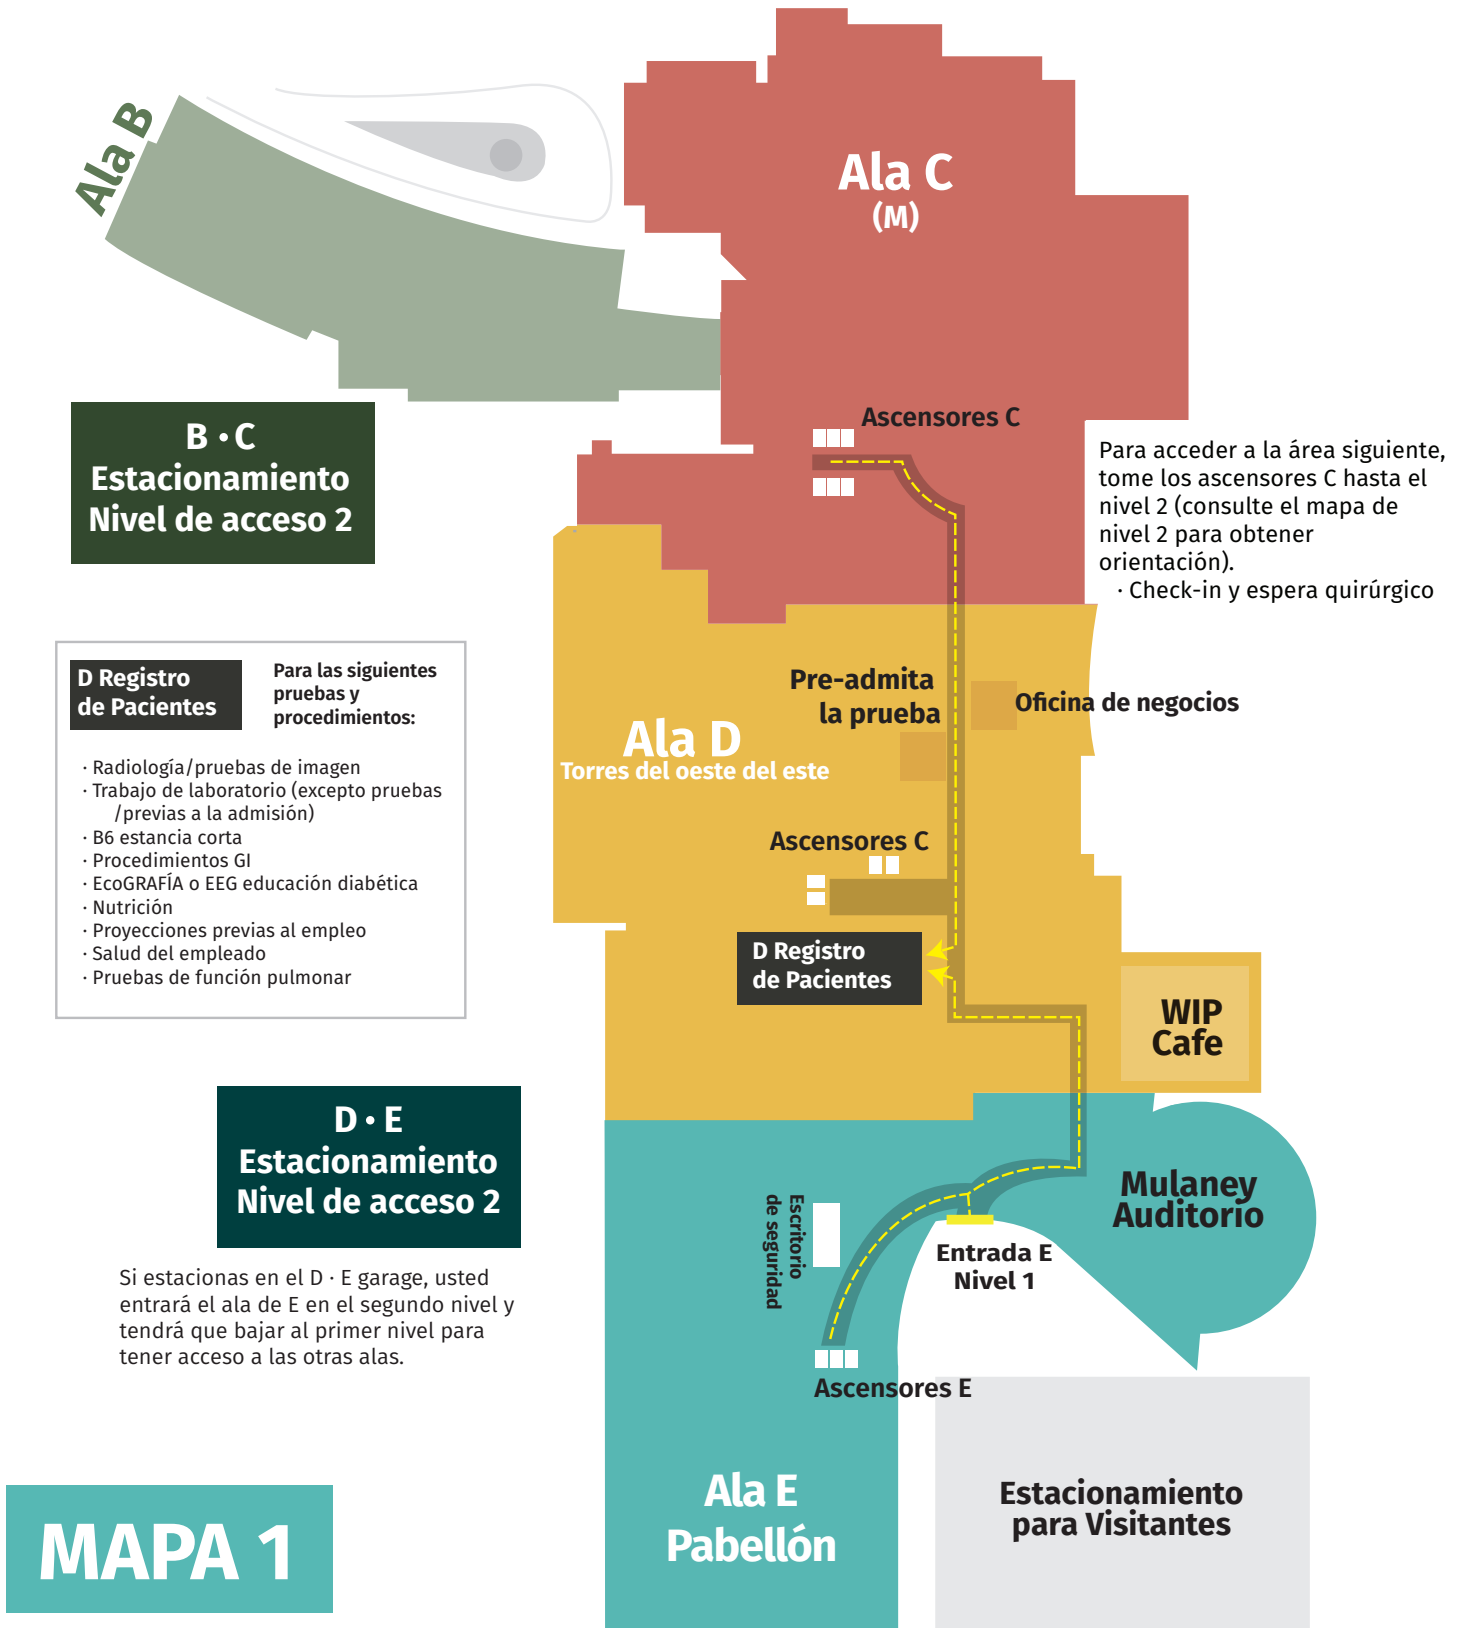 Ala B
Ala C
(M)
Ascensores C
B · C
Estacionamiento
Nivel de acceso 2
Para acceder a la área siguiente,
tome los ascensores C hasta el
nivel 2 (consulte el mapa de
nivel 2 para obtener
orientación).
· Check-in y espera quirúrgico
D Registro
de Pacientes
Para las siguientes
pruebas y
procedimientos:
· Radiología/pruebas de imagen
· Trabajo de laboratorio (excepto pruebas
/previas a la admisión)
· B6 estancia corta
· Procedimientos GI
· EcoGRAFÍA o EEG educación diabética
· Nutrición
· Proyecciones previas al empleo
· Salud del empleado
· Pruebas de función pulmonar
Pre-admita
la prueba
Oficina de negocios
Ala D
Torres del oeste del este
Ascensores C
D Registro
de Pacientes
WIP
Cafe
D · E
Estacionamiento
Nivel de acceso 2
Si estacionas en el D · E garage, usted
entrará el ala de E en el segundo nivel y
tendrá que bajar al primer nivel para
tener acceso a las otras alas.
Escritorio
de seguridad
Mulaney
Auditorio
Entrada E
Nivel 1
Ascensores E
Ala E
Pabellón
Estacionamiento
para Visitantes
MAPA 1